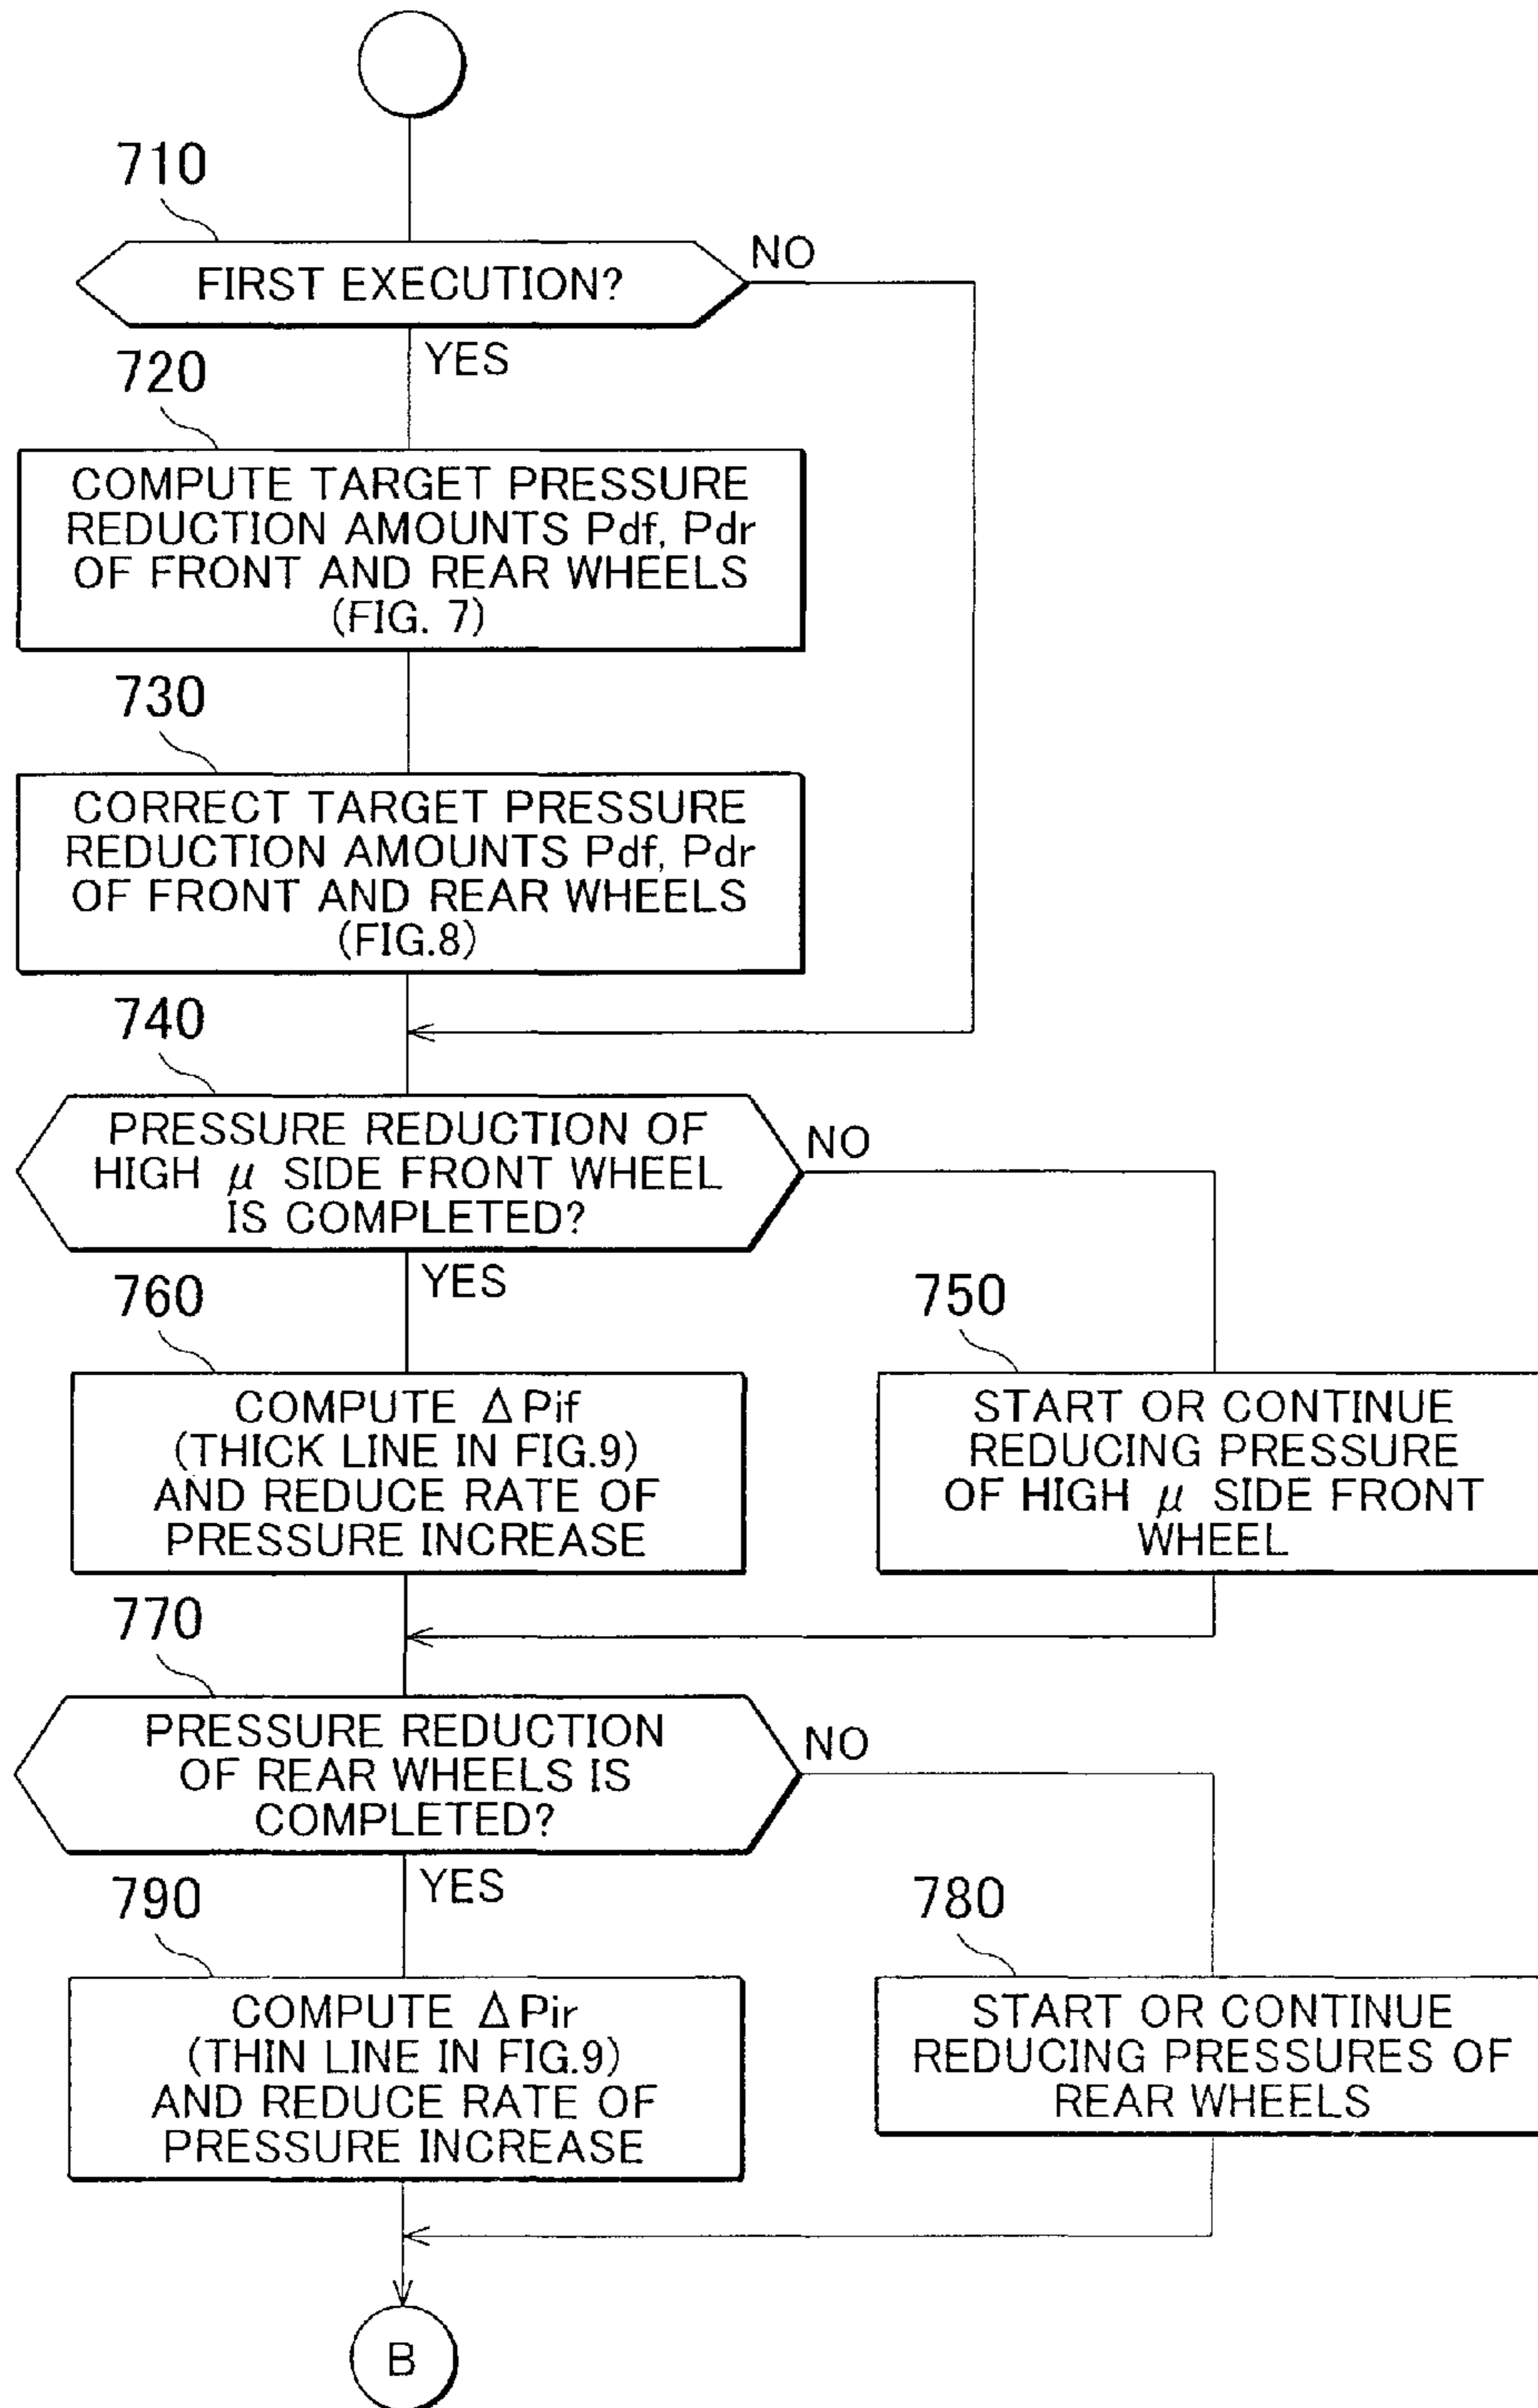 710
FIRST EXECUTION?
NO
YES
720
COMPUTE TARGET PRESSURE
REDUCTION AMOUNTS Pdf, Pdr
OF FRONT AND REAR WHEELS
(FIG. 7)
730
CORRECT TARGET PRESSURE
REDUCTION AMOUNTS Pdf, Pdr
OF FRONT AND REAR WHEELS
(FIG.8)
740
PRESSURE REDUCTION OF
HIGH μ SIDE FRONT WHEEL
IS COMPLETED?
NO
YES
760
COMPUTE ΔPif
(THICK LINE IN FIG.9)
AND REDUCE RATE OF
PRESSURE INCREASE
750
START OR CONTINUE
REDUCING PRESSURE
OF HIGH μ SIDE FRONT
WHEEL
770
PRESSURE REDUCTION
OF REAR WHEELS IS
COMPLETED?
NO
YES
790
COMPUTE ΔPir
(THIN LINE IN FIG.9)
AND REDUCE RATE OF
PRESSURE INCREASE
780
START OR CONTINUE
REDUCING PRESSURES OF
REAR WHEELS
B